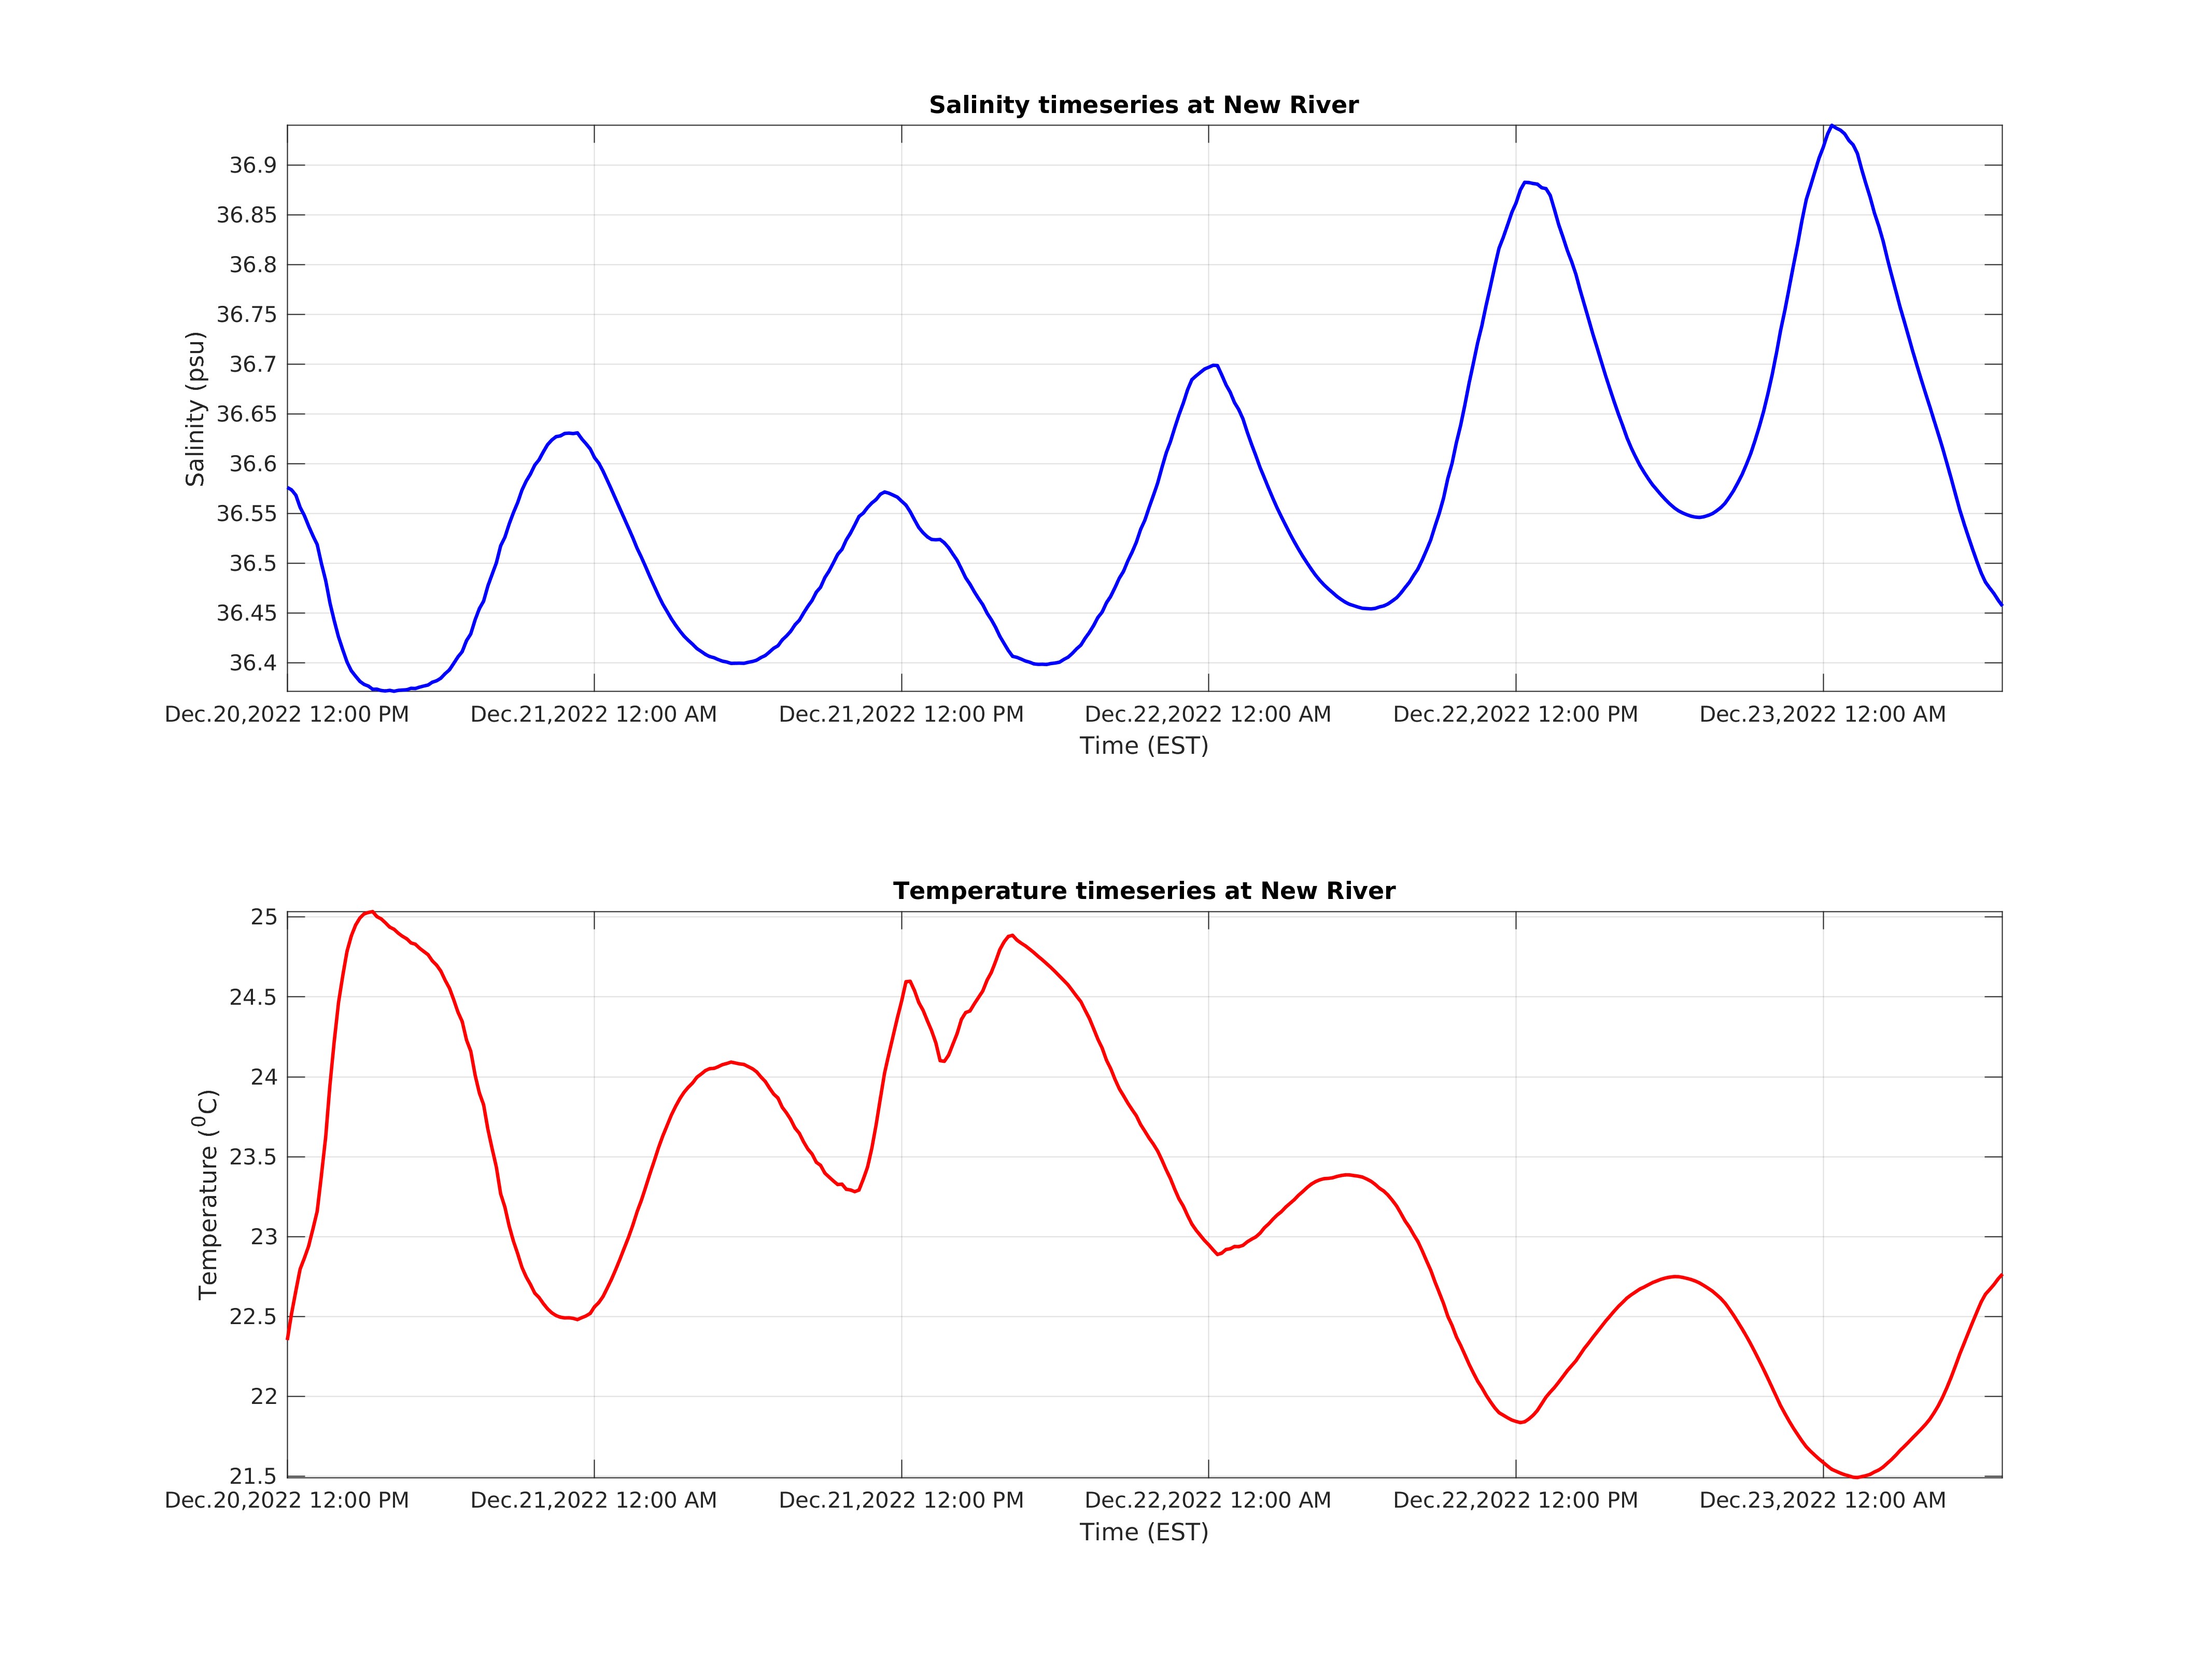 Salinity timeseries at New River
36.9
36.85
36.8
36.75
36.7
36.65
36.6
36.55
36.5
36.45
36.4
Salinity (psu)
Dec.20,2022 12:00 PM Dec.21,2022 12:00 AM Dec.21,2022 12:00 PM Dec.22,2022 12:00 AM Dec.22,2022 12:00 PM Dec.23,2022 12:00 AM
Time (EST)
Temperature timeseries at New River
25
24.5
24
23.5
23
22.5
22
21.5
Temperature (⁰C)
Dec.20,2022 12:00 PM Dec.21,2022 12:00 AM Dec.21,2022 12:00 PM Dec.22,2022 12:00 AM Dec.22,2022 12:00 PM Dec.23,2022 12:00 AM
Time (EST)